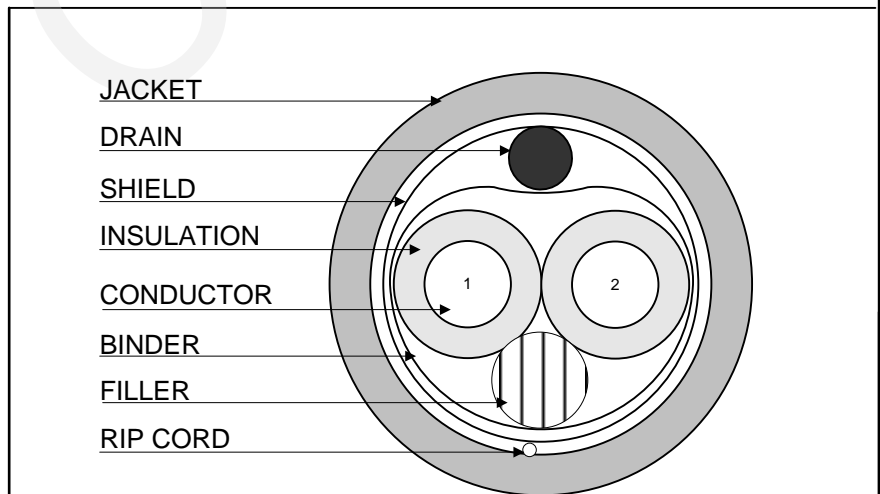 JACKET
DRAIN
SHIELD
INSULATION
CONDUCTOR
BINDER
FILLER
RIP CORD
1 2